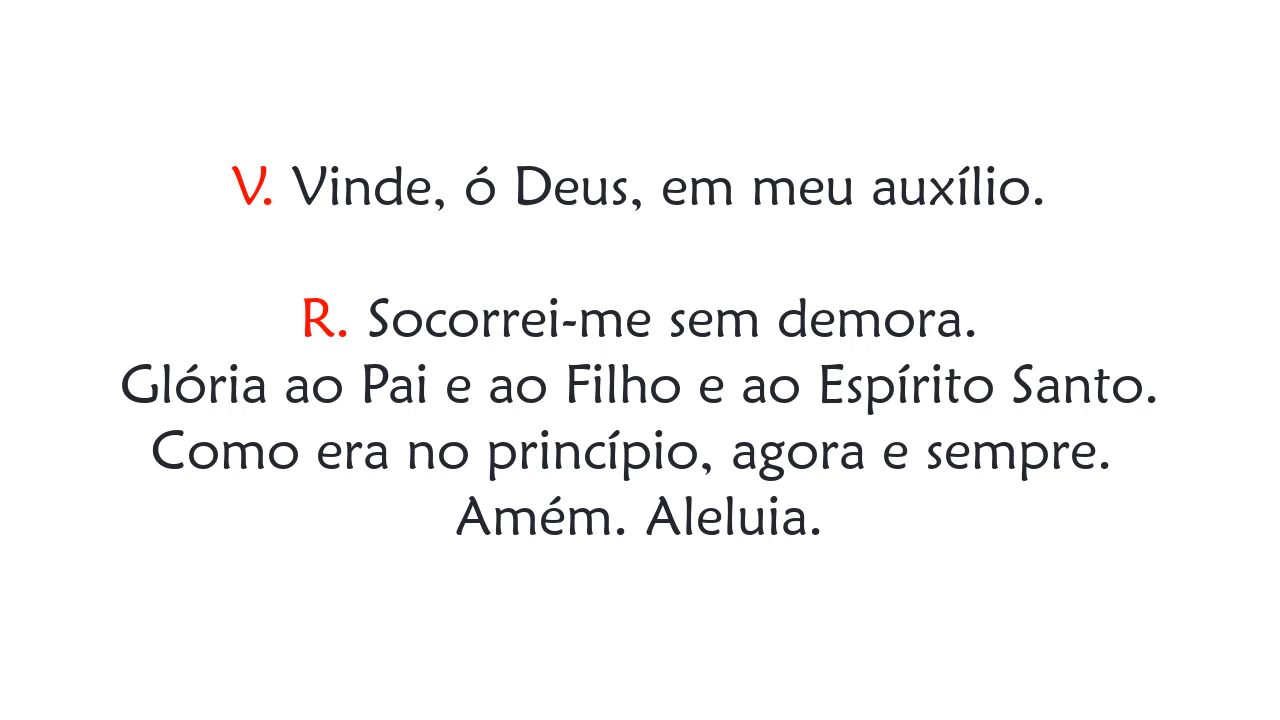 V. Vinde, ó Deus, em meu auxílio.
R. Socorrei-me sem demora.
Glória ao Pai e ao Filho e ao Espírito Santo.
Como era no princípio, agora e sempre.
Amém. Aleluia.